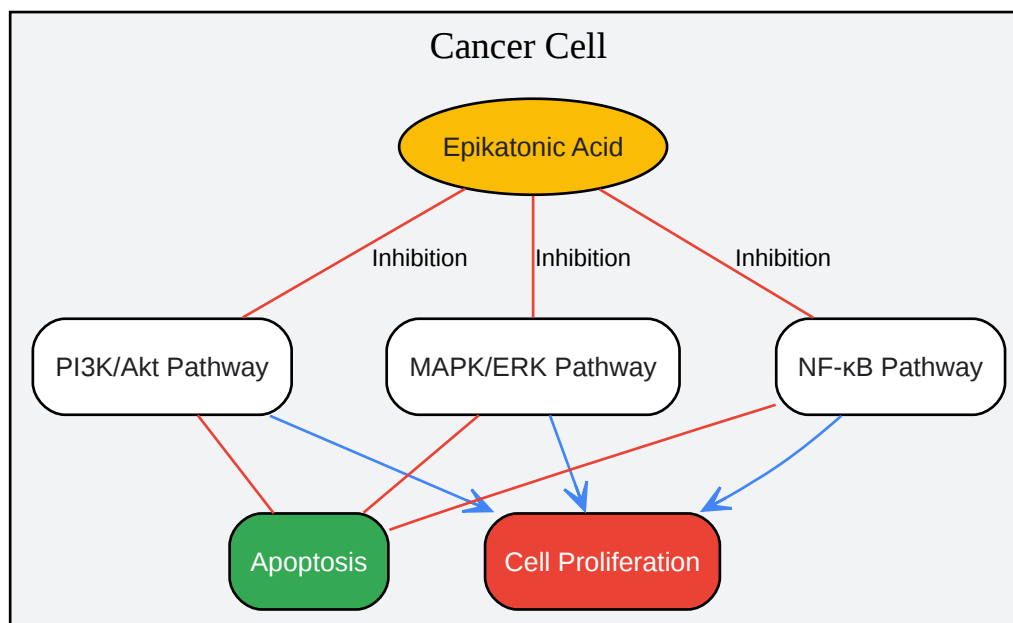 Cancer Cell
Epikatonic Acid
Inhibition
Inhibition
Inhibition
PI3K/Akt Pathway
MAPK/ERK Pathway
NF-κB Pathway
Apoptosis
Cell Proliferation